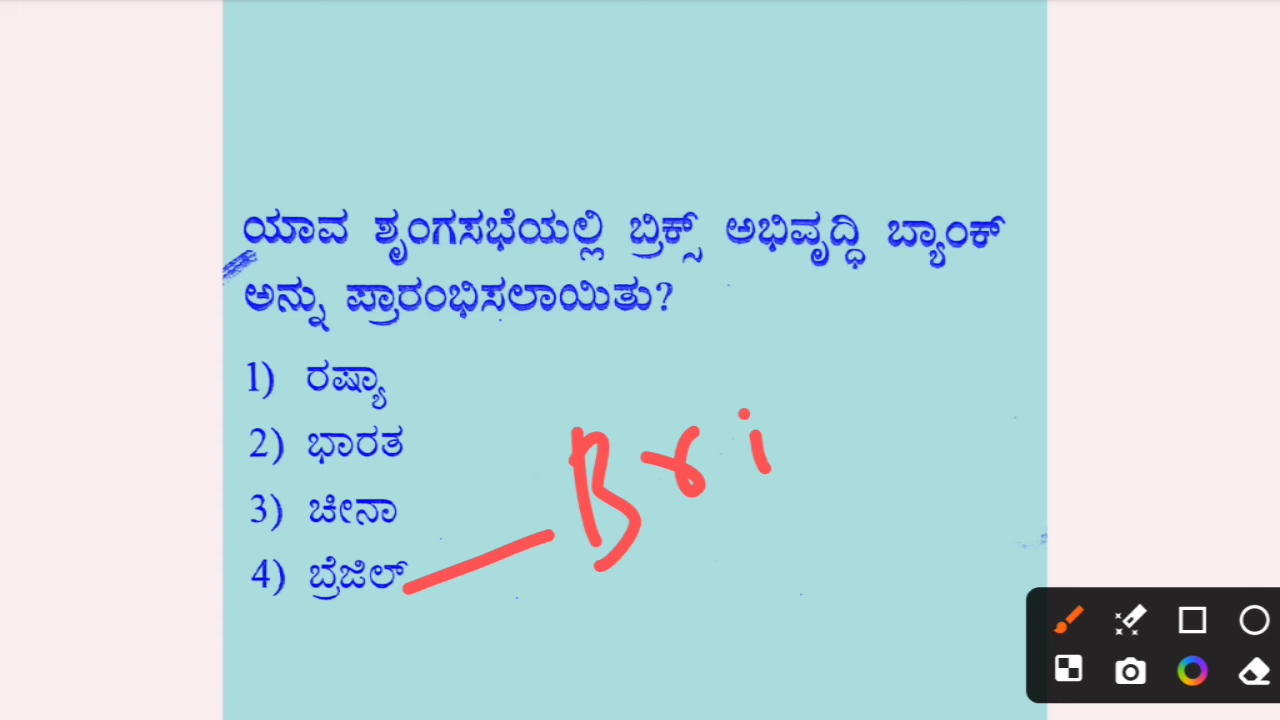 ಯಾವ ಶೃಂಗಸಭೆಯಲ್ಲಿ ಬ್ರಿಕ್ಸ್ ಅಭಿವೃದ್ಧಿ ಬ್ಯಾಂಕ್
ಅನ್ನು ಪ್ರಾರಂಭಿಸಲಾಯಿತು?
1) ರಷ್ಯಾ
2) ಭಾರತ
3) ಚೀನಾ
4) ಬ್ರೆಜಿಲ್
Bri